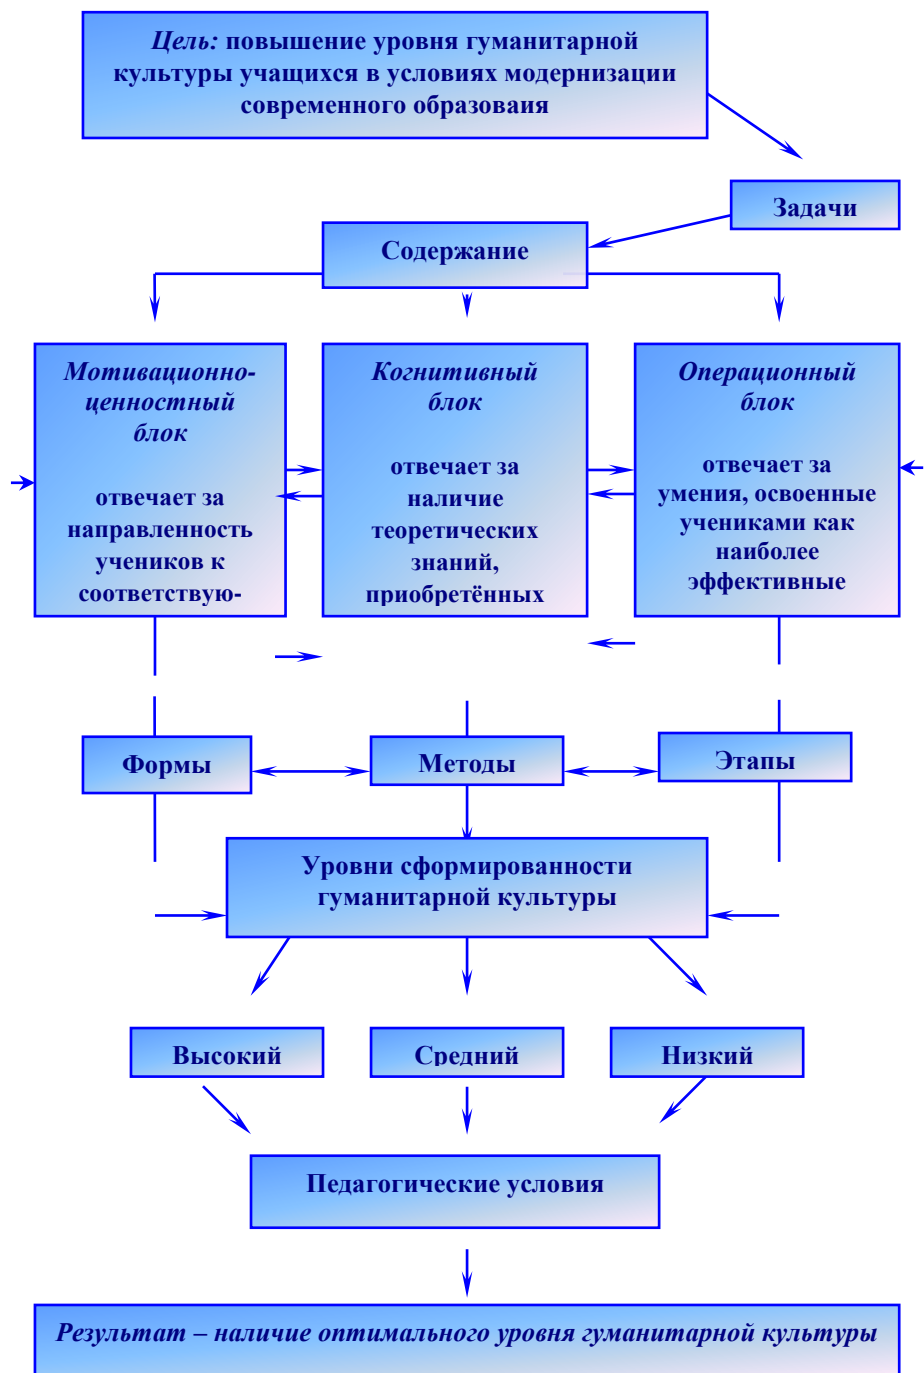 Цель: повышение уровня гуманитарной
культуры учащихся в условиях модернизации
современного образоваия
Задачи
Содержание
Мотивационно-
ценностный
блок
отвечает за
направленность
учеников к
соответствую-
Когнитивный
блок
отвечает за
наличие
теоретических
знаний,
приобретённых
Операционный
блок
отвечает за
умения, освоенные
учениками как
наиболее
эффективные
Формы
Методы
Этапы
Уровни сформированности
гуманитарной культуры
Высокий
Средний
Низкий
Педагогические условия
Результат – наличие оптимального уровня гуманитарной культуры